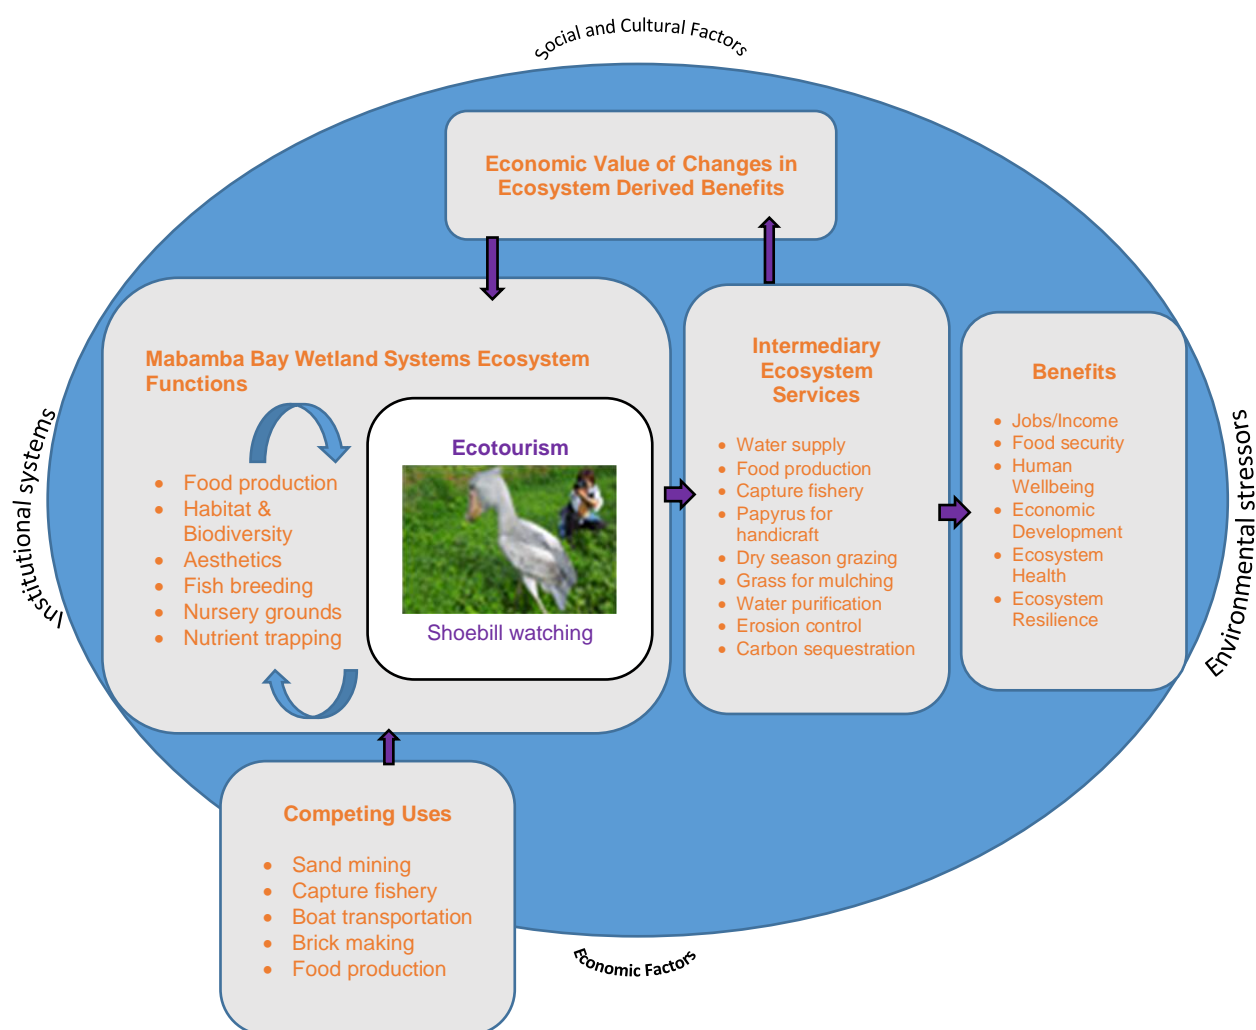 Social and Cultural Factors
Economic Value of Changes in
Ecosystem Derived Benefits
Institutional systems
Mabamba Bay Wetland Systems Ecosystem
Functions
• Food production
• Habitat &
Biodiversity
• Aesthetics
• Fish breeding
• Nursery grounds
• Nutrient trapping
Ecotourism
Shoebill watching
Intermediary
Ecosystem
Services
• Water supply
• Food production
• Capture fishery
• Papyrus for
handicraft
• Dry season grazing
• Grass for mulching
• Water purification
• Erosion control
• Carbon sequestration
Benefits
• Jobs/Income
• Food security
• Human
Wellbeing
• Economic
Development
• Ecosystem
Health
• Ecosystem
Resilience
Environmental stressors
Competing Uses
• Sand mining
• Capture fishery
• Boat transportation
• Brick making
• Food production
Economic Factors